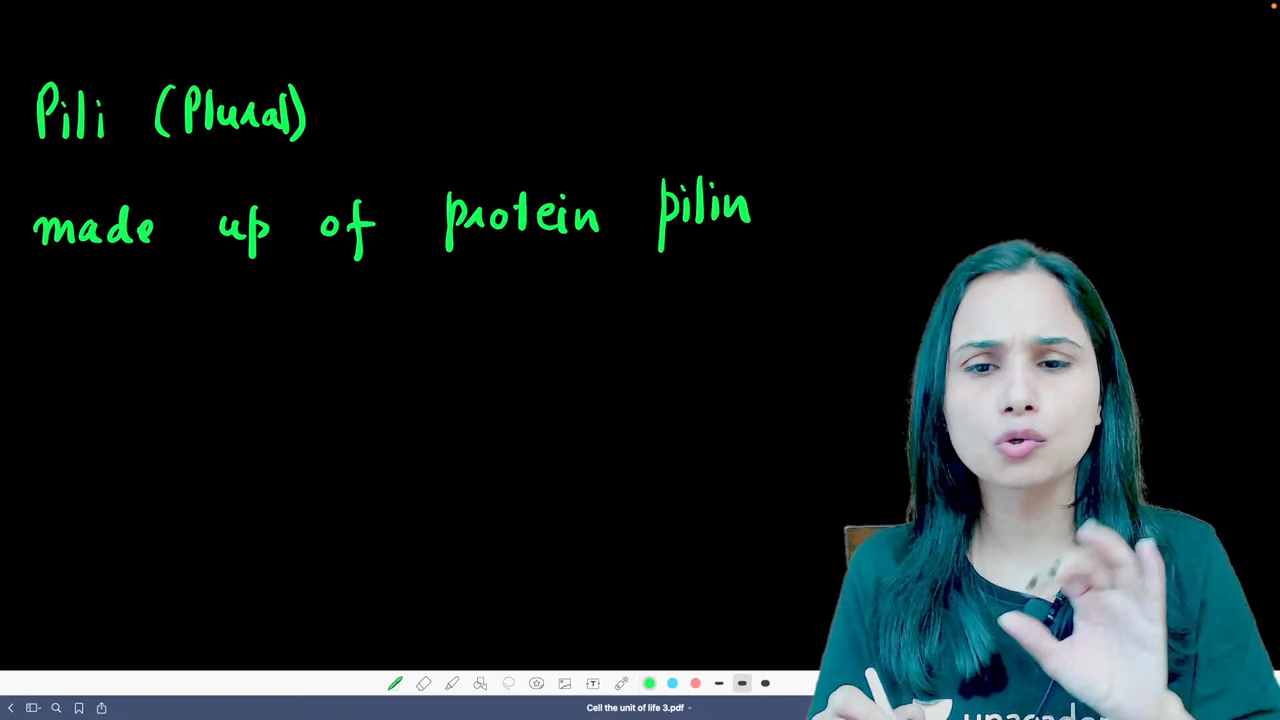 Pili (Plural)
made up of protein pilin
Cell the unit of life 3.pdf